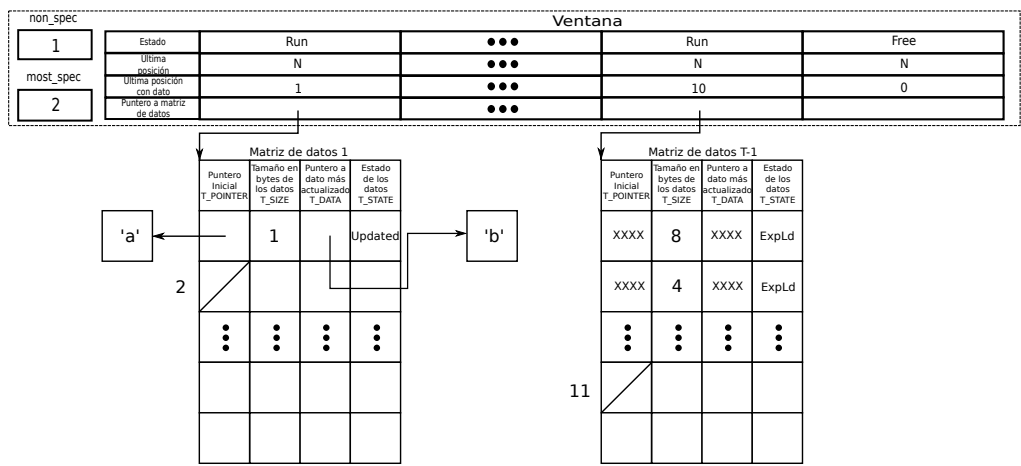 non_spec
1
most_spec
2
Ventana
Estado
Run
Run
Free
Última
posición
N
N
N
Última posición
con dato
1
10
0
Puntero a matriz
de datos
Matriz de datos 1
Puntero
Inicial
T_POINTER
Tamaño en
bytes de
los datos
T_SIZE
Puntero a
dato más
actualizado
T_DATA
Estado
de los
datos
T_STATE
'a'
1
Updated
'b'
2
Matriz de datos T-1
Puntero
Inicial
T_POINTER
Tamaño en
bytes de
los datos
T_SIZE
Puntero a
dato más
actualizado
T_DATA
Estado
de los
datos
T_STATE
XXXX
8
XXXX
ExpLd
XXXX
4
XXXX
ExpLd
11